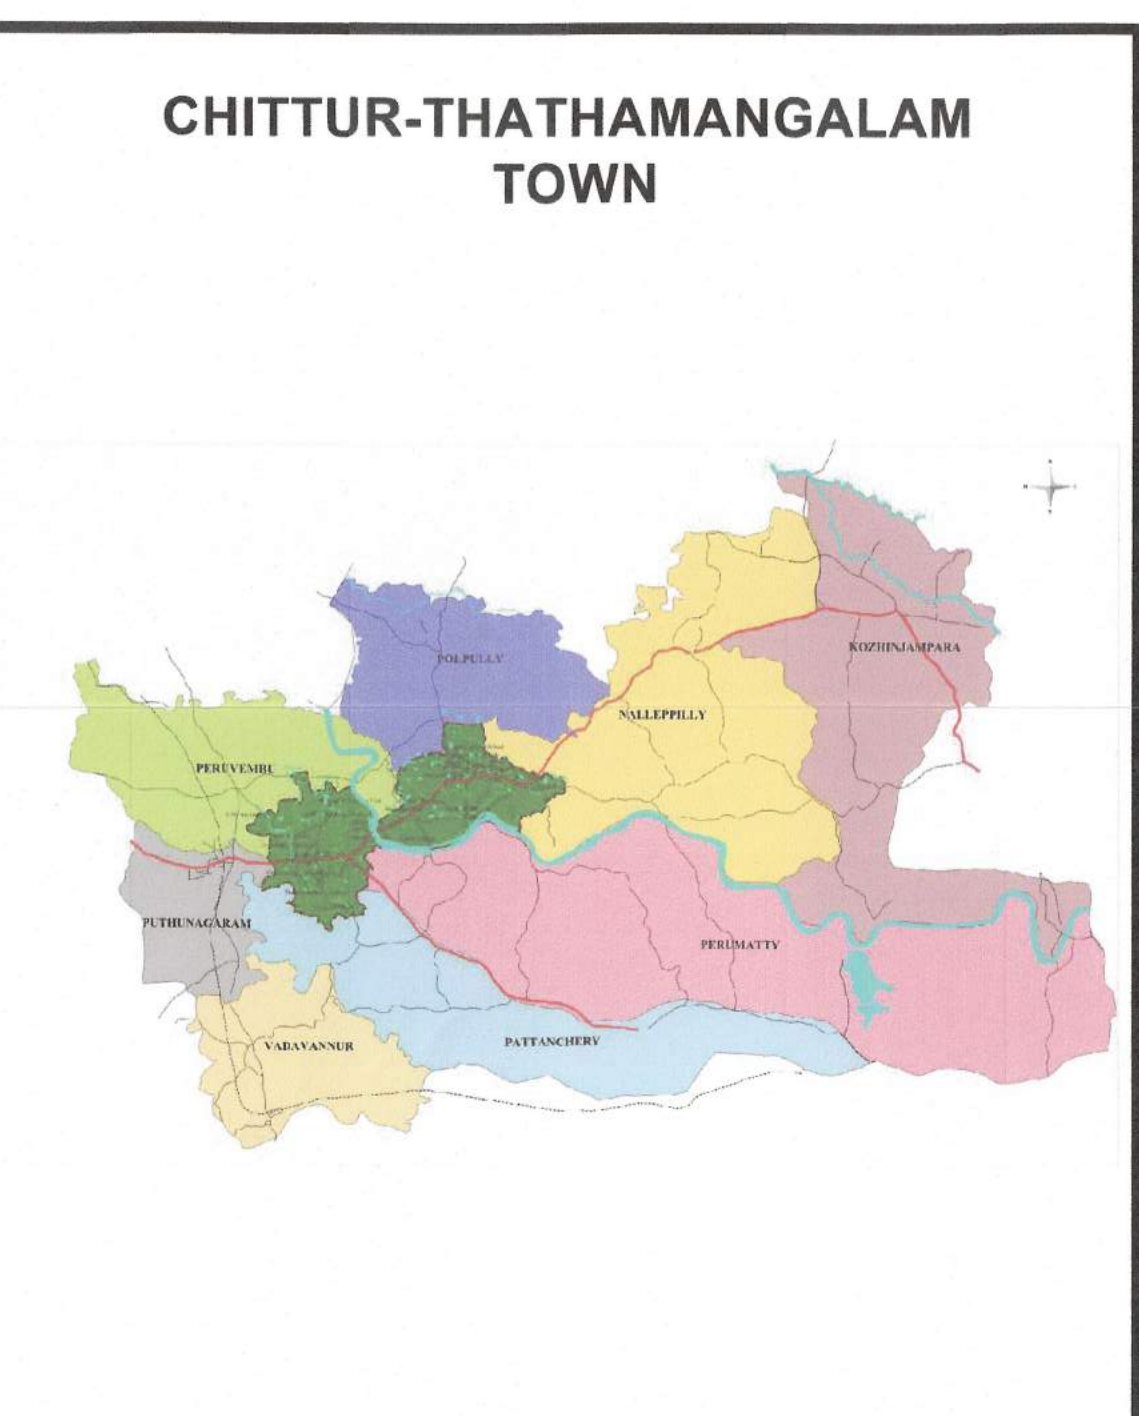 CHITTUR-THATHAMANGALAM
TOWN
POLPULLY
KOZHINJAMPARA
NALLEPPILLY
PERUVEMBU
PUTHUNAGARAM
PERUMATTY
PATTANCHERY
VADAVANNUR